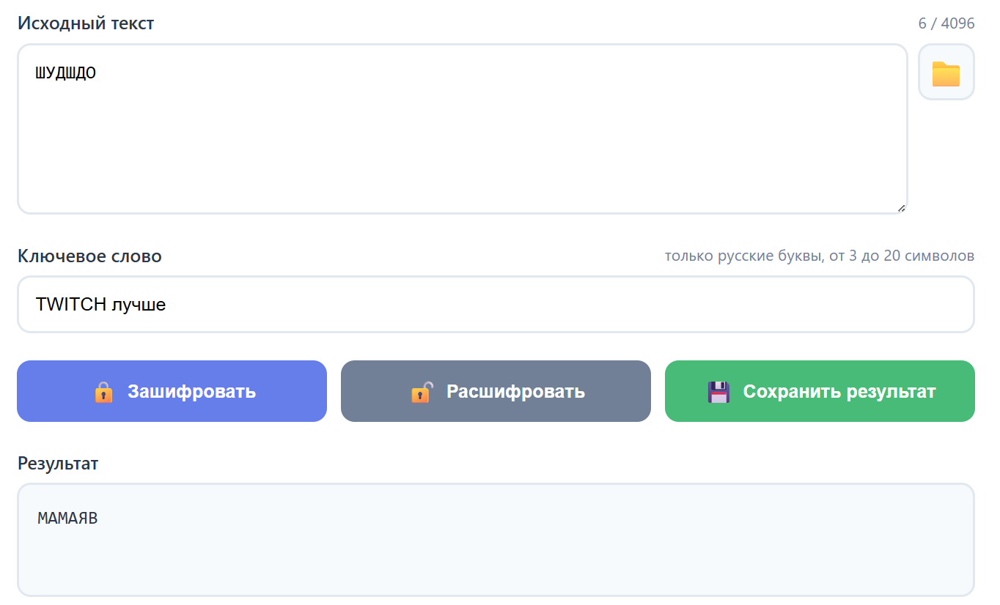 Исходный текст
6 / 4096
ШУДШДО
Ключевое слово
только русские буквы, от 3 до 20 символов
TWITCH лучше
Зашифровать
Расшифровать
Сохранить результат
Результат
МАМАЯВ